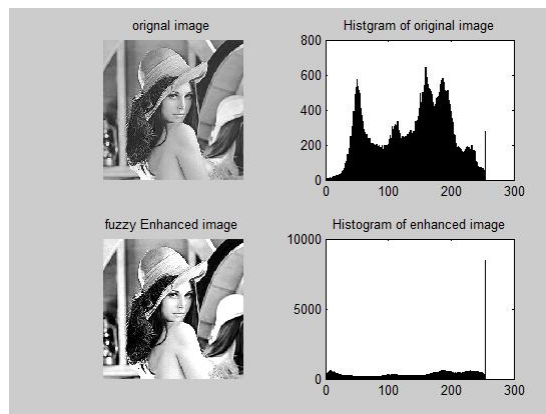 orignal image
Histgram of original image
800
600
400
200
0
0 100 200 300
fuzzy Enhanced image
Histogram of enhanced image
10000
5000
0
0 100 200 300